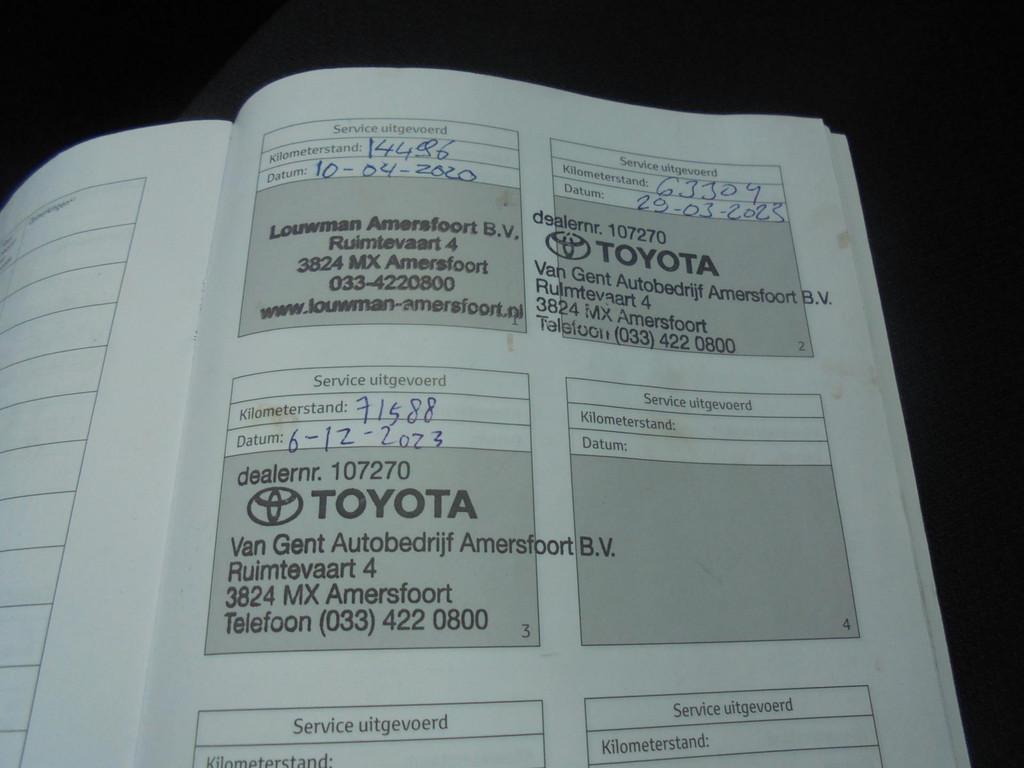 Service uitgevoerd
Kilometerstand: 14496
Datum: 10-04-2020
Louwman Amersfoort B.V.
Ruimtevaart 4
3824 MX Amersfoort
033-4220800
www.louwman-amersfoort.nl
1
Service uitgevoerd
Kilometerstand: 63304
Datum: 29-03-2023
dealernr. 107270
TOYOTA
Van Gent Autobedrijf Amersfoort B.V.
Ruimtevaart 4
3824 MX Amersfoort
Telefoon (033) 422 0800
2
Service uitgevoerd
Kilometerstand: 71588
Datum: 6-12-2023
dealernr. 107270
TOYOTA
Van Gent Autobedrijf Amersfoort B.V.
Ruimtevaart 4
3824 MX Amersfoort
Telefoon (033) 422 0800
3
Service uitgevoerd
Kilometerstand:
Datum:
4
Service uitgevoerd
Kilometerstand:
Service uitgevoerd
Kilometerstand: